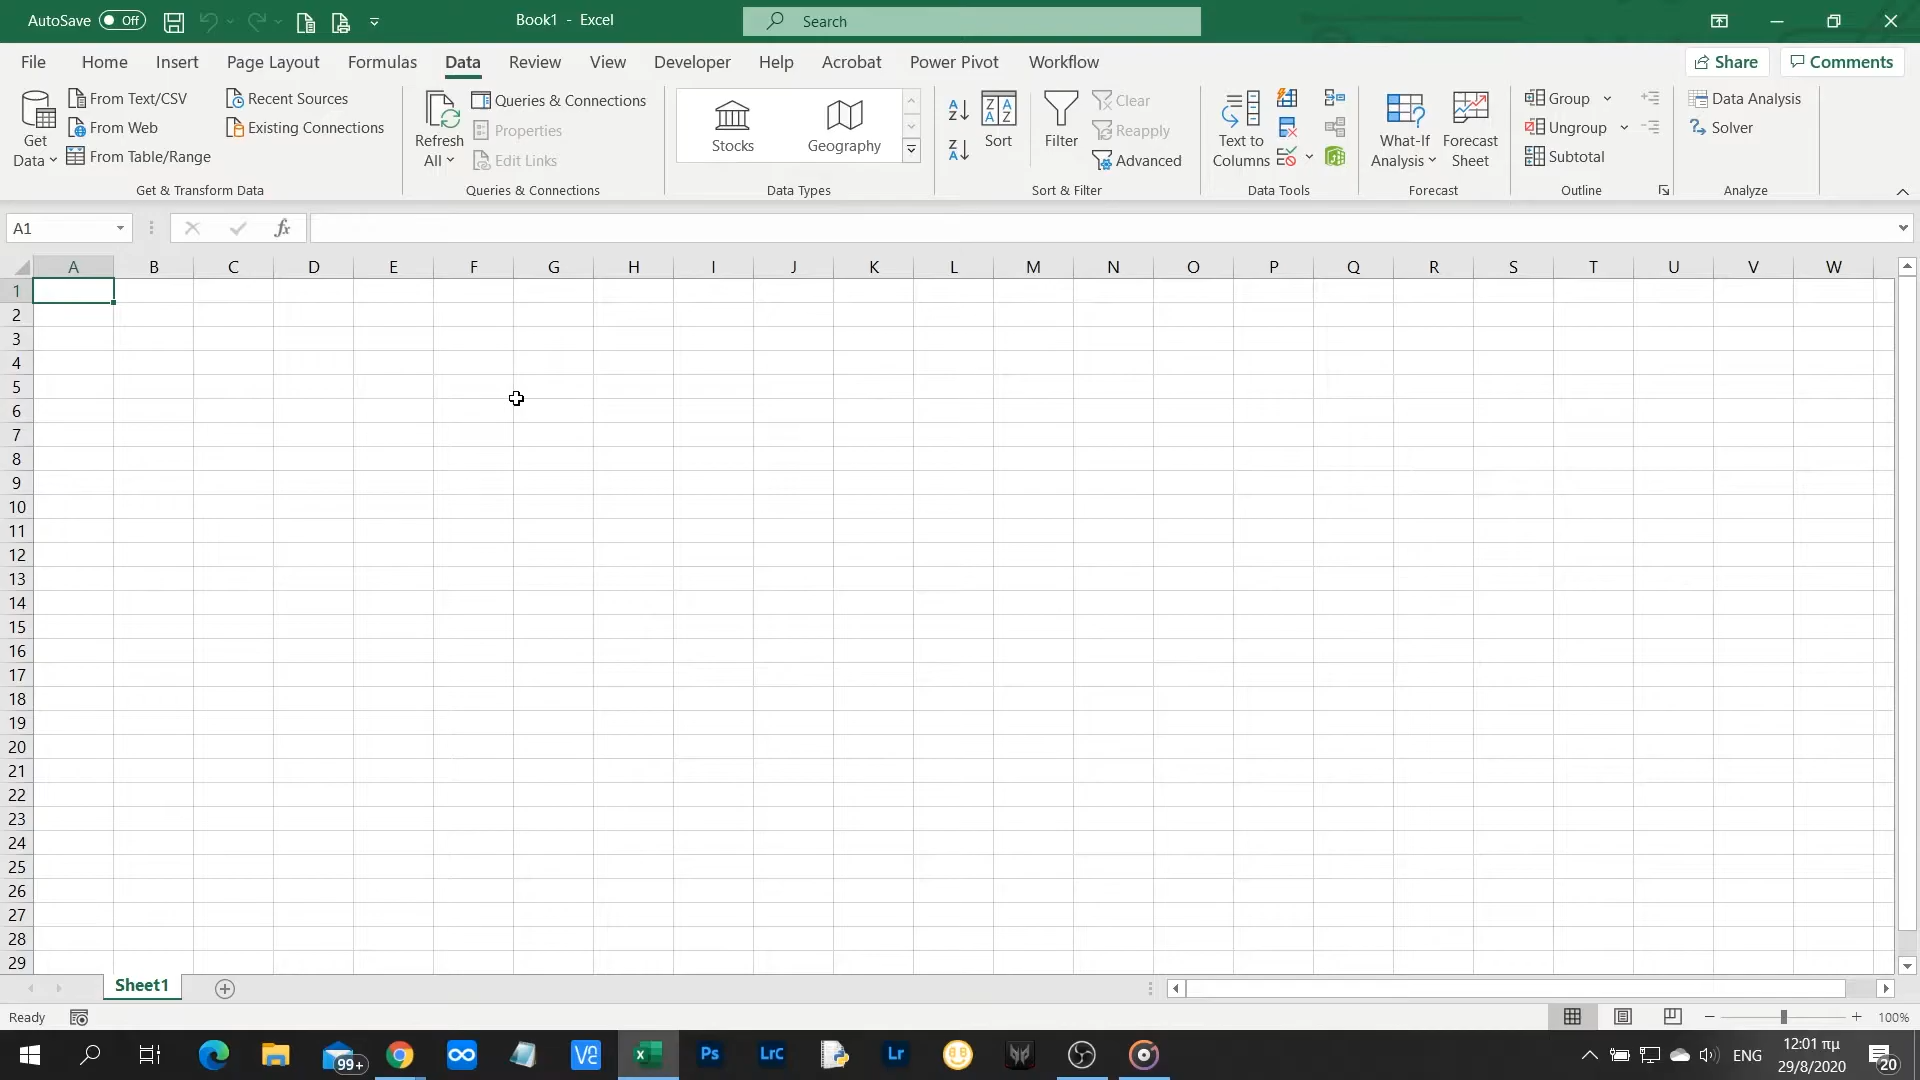 AutoSave Off
Book1 - Excel
Search
File Home Insert Page Layout Formulas Data Review View Developer Help Acrobat Power Pivot Workflow Share Comments
Get Data
From Text/CSV
From Web
From Table/Range
Recent Sources
Existing Connections
Get & Transform Data
Refresh All
Queries & Connections
Properties
Edit Links
Queries & Connections
Stocks
Geography
Data Types
Sort
Filter
Clear
Reapply
Advanced
Sort & Filter
Text to Columns
Data Tools
What-If Analysis
Forecast Sheet
Forecast
Group
Ungroup
Subtotal
Outline
Data Analysis
Solver
Analyze
A1
fx
A B C D E F G H I J K L M N O P Q R S T U V W
1
2
3
4
5
6
7
8
9
10
11
12
13
14
15
16
17
18
19
20
21
22
23
24
25
26
27
28
29
Sheet1
Ready
100%
99+
Ps
LrC
Lr
ENG
12:01 πμ
29/8/2020
20